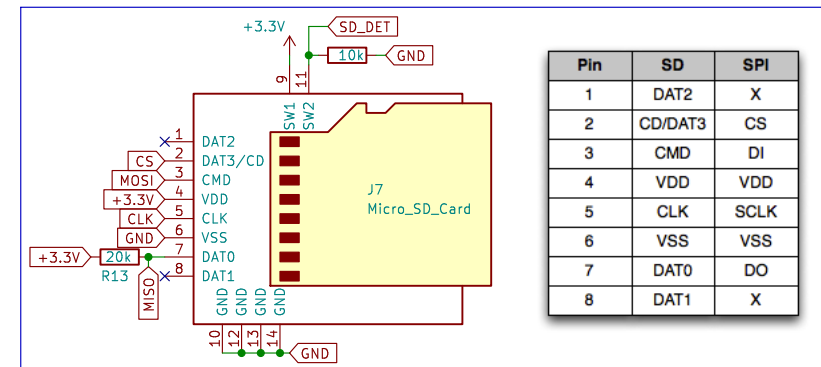 +3.3V
SD_DET
10k
GND
9
11
SW1
SW2
1 DAT2
CS 2 DAT3/CD
MOSI 3 CMD
+3.3V 4 VDD
CLK 5 CLK
GND 6 VSS
+3.3V 20k 7 DAT0
R13
MISO
8 DAT1
J7
Micro_SD_Card
GND GND GND GND
10 12 13 14
GND
Pin SD SPI
1 DAT2 X
2 CD/DAT3 CS
3 CMD DI
4 VDD VDD
5 CLK SCLK
6 VSS VSS
7 DAT0 DO
8 DAT1 X